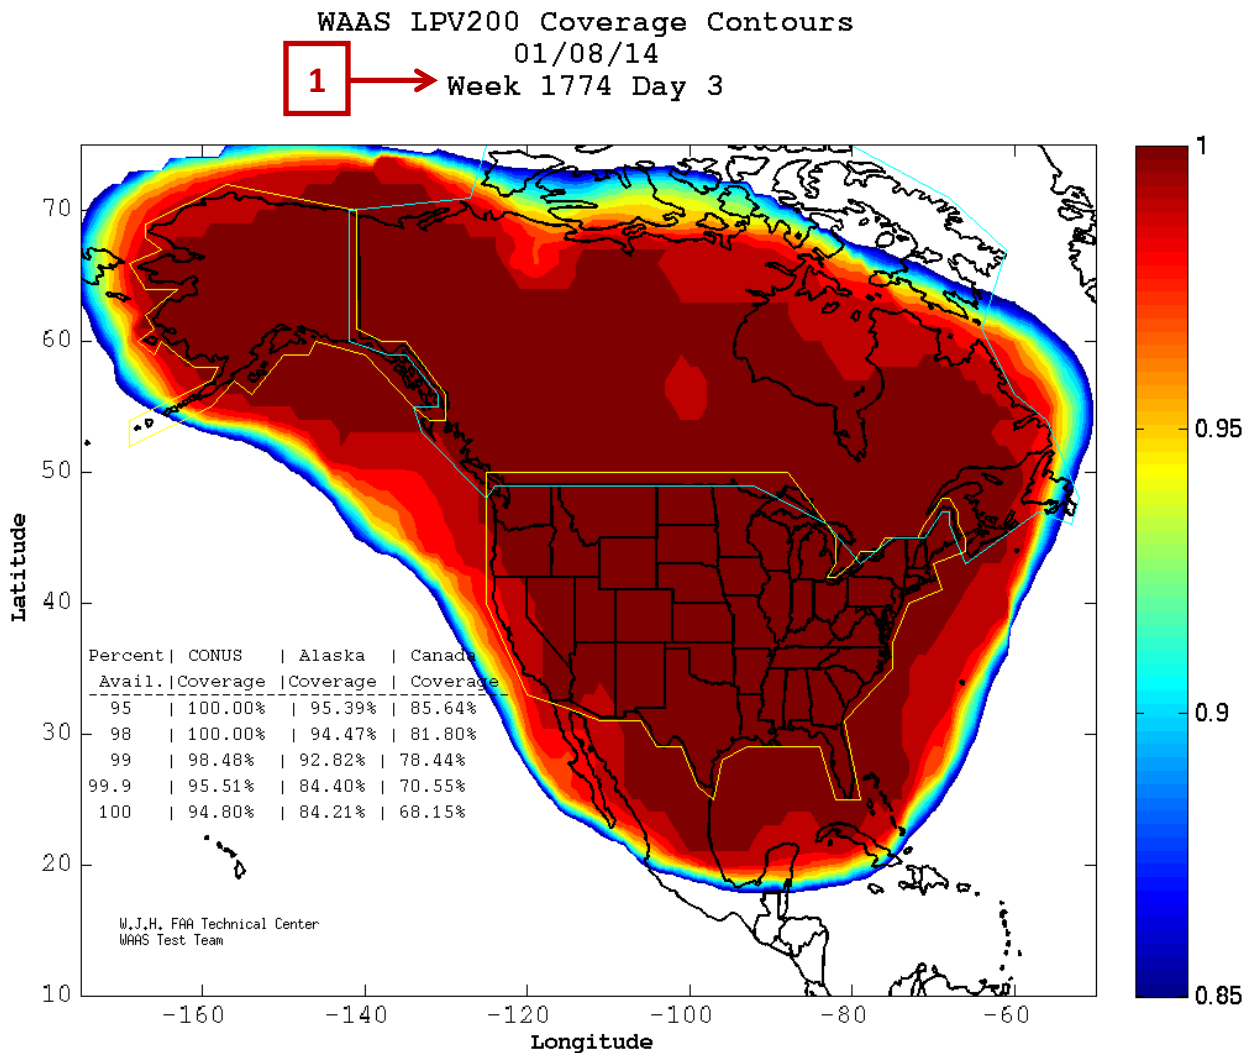 WAAS LPV200 Coverage Contours
01/08/14
1
Week 1774 Day 3
70
60
50
40
30
20
10
Latitude
-160
-140
-120
-100
-80
-60
Longitude
1
0.95
0.9
0.85
Percent| CONUS | Alaska | Canada
Avail.|Coverage |Coverage | Coverage
95 | 100.00% | 95.39% | 85.64%
98 | 100.00% | 94.47% | 81.80%
99 | 98.48% | 92.82% | 78.44%
99.9 | 95.51% | 84.40% | 70.55%
100 | 94.80% | 84.21% | 68.15%
W.J.H. FAA Technical Center
WAAS Test Team